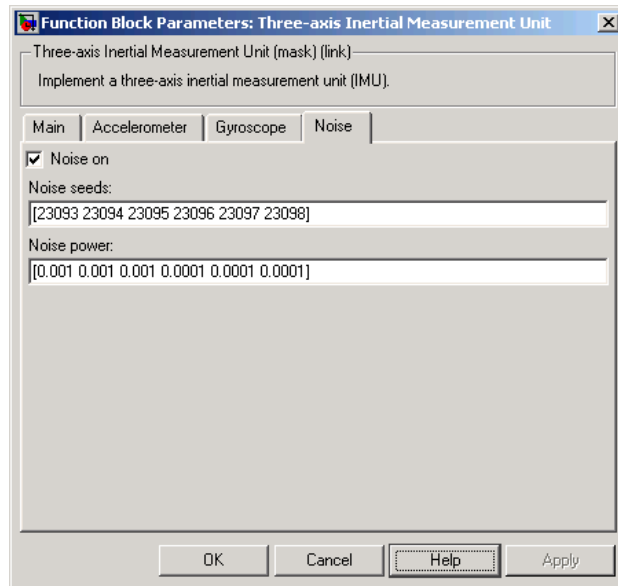 Function Block Parameters: Three-axis Inertial Measurement Unit
Three-axis Inertial Measurement Unit (mask) (link)
Implement a three-axis inertial measurement unit (IMU).
Main Accelerometer Gyroscope Noise
Noise on
Noise seeds:
[23093 23094 23095 23096 23097 23098]
Noise power:
[0.001 0.001 0.001 0.0001 0.0001 0.0001]
OK Cancel Help Apply